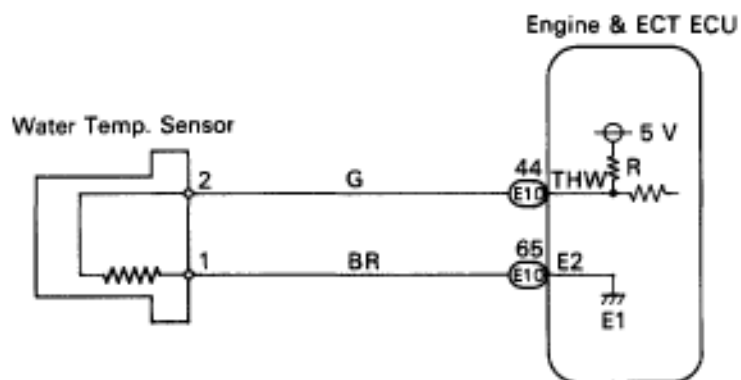 Engine & ECT ECU
Water Temp. Sensor
5 V
R
2
G
44
E10
THW
1
BR
65
E10
E2
E1